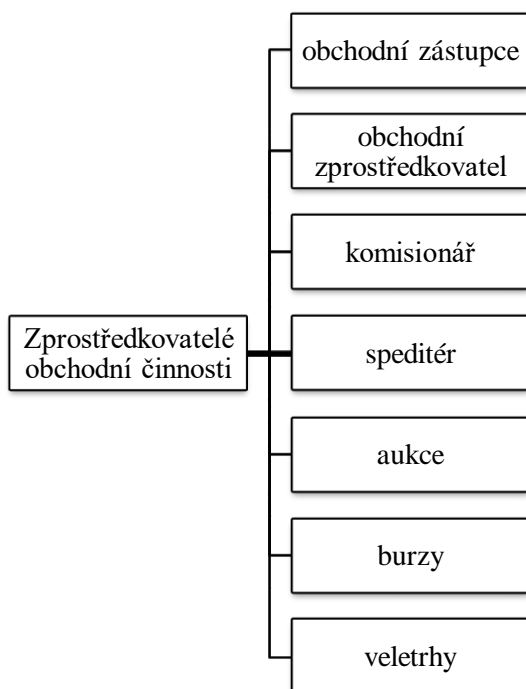 obchodní zástupce
obchodní
zprostředkovatel
komisionář
Zprostředkovatelé
obchodní činnosti
speditér
aukce
burzy
veletrhy